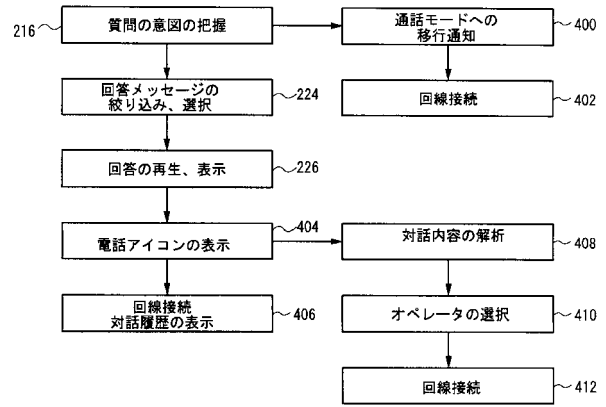 216
質問の意図の把握
通話モードへの
移行通知
400
回答メッセージの
絞り込み、選択
224
回線接続
402
回答の再生、表示
226
404
電話アイコンの表示
対話内容の解析
408
回線接続
対話履歴の表示
406
オペレータの選択
410
回線接続
412